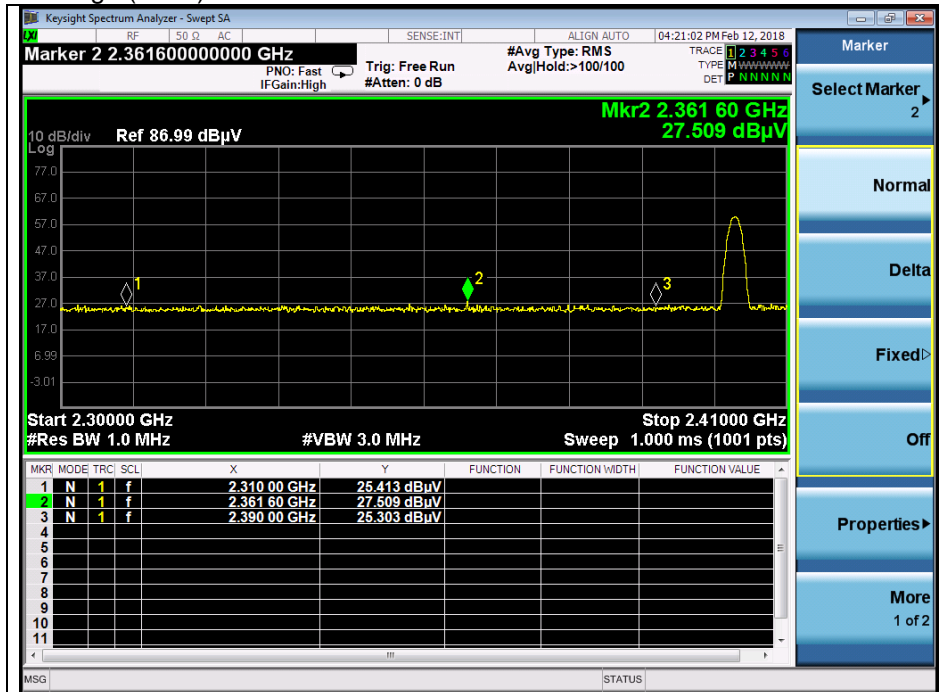 Keysight Spectrum Analyzer - Swept SA
LXI RF 50 Ω AC SENSE:INT ALIGN AUTO 04:21:02 PM Feb 12, 2018
Marker 2 2.361600000000 GHz
PNO: Fast
IFGain:High
Trig: Free Run
#Atten: 0 dB
#Avg Type: RMS
Avg|Hold:>100/100
TRACE 1 2 3 4 5 6
TYPE M WWWWW
DET P N N N N N
Mkr2 2.361 60 GHz
27.509 dBµV
10 dB/div Ref 86.99 dBµV
Log
77.0
67.0
57.0
47.0
37.0
27.0
17.0
6.99
-3.01
1
2
3
Start 2.30000 GHz Stop 2.41000 GHz
#Res BW 1.0 MHz #VBW 3.0 MHz Sweep 1.000 ms (1001 pts)
MKR MODE TRC SCL X Y FUNCTION FUNCTION WIDTH FUNCTION VALUE
1 N 1 f 2.310 00 GHz 25.413 dBµV
2 N 1 f 2.361 60 GHz 27.509 dBµV
3 N 1 f 2.390 00 GHz 25.303 dBµV
4
5
6
7
8
9
10
11
MSG STATUS
Marker
Select Marker
2
Normal
Delta
Fixed
Off
Properties
More
1 of 2